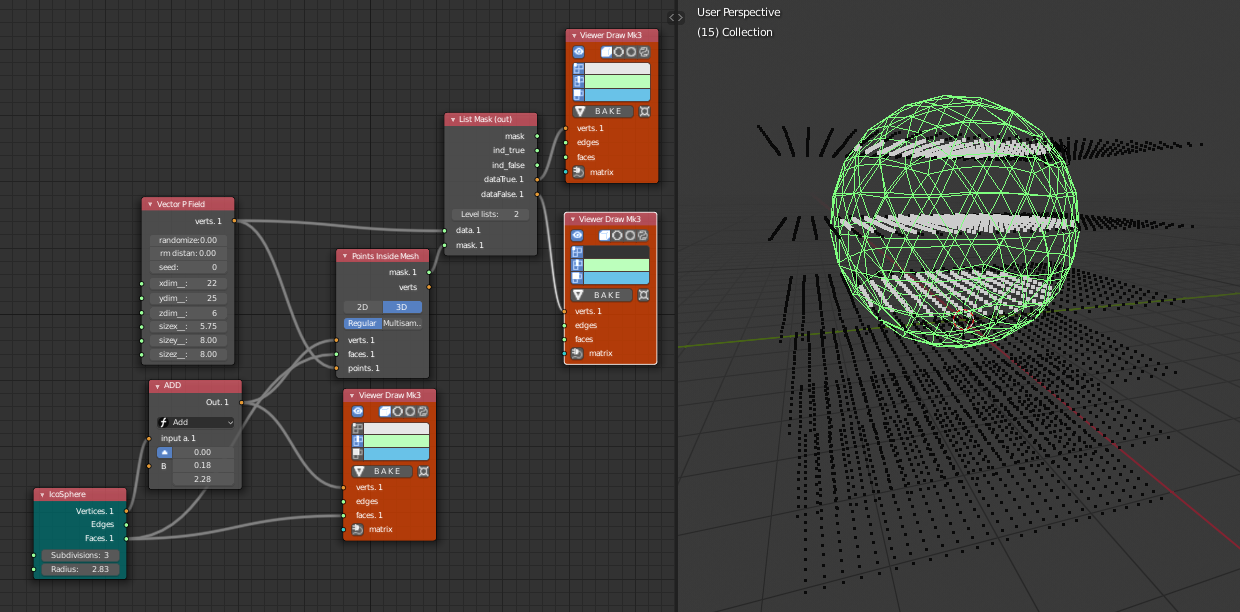 User Perspective
(15) Collection
Viewer Draw Mk3
BAKE
verts. 1
edges
faces
matrix
List Mask (out)
mask
ind_true
ind_false
dataTrue. 1
dataFalse. 1
Level lists: 2
data. 1
mask. 1
Viewer Draw Mk3
BAKE
verts. 1
edges
faces
matrix
Vector P Field
verts. 1
randomize: 0.00
rm distan: 0.00
seed: 0
xdim__: 22
ydim__: 25
zdim__: 6
sizex__: 5.75
sizey__: 8.00
sizez__: 8.00
Points Inside Mesh
mask. 1
verts
2D 3D
Regular Multisam..
verts. 1
faces. 1
points. 1
ADD
Out. 1
Add
input a. 1
0.00
B 0.18
2.28
Viewer Draw Mk3
BAKE
verts. 1
edges
faces. 1
matrix
IcoSphere
Vertices. 1
Edges
Faces. 1
Subdivisions: 3
Radius: 2.83